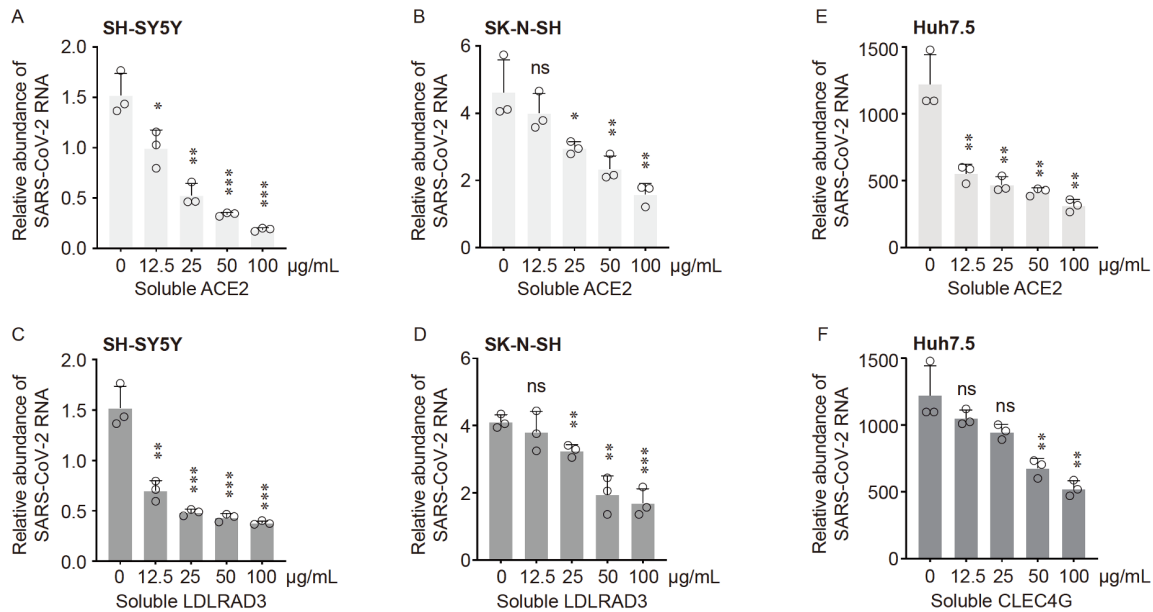 A
SH-SY5Y
Relative abundance of
SARS-CoV-2 RNA
2.0
1.5
1.0
0.5
0.0
*
**
***
***
0 12.5 25 50 100 µg/mL
Soluble ACE2
B
SK-N-SH
Relative abundance of
SARS-CoV-2 RNA
6
4
2
0
ns
*
**
**
0 12.5 25 50 100 µg/mL
Soluble ACE2
E
Huh7.5
Relative abundance of
SARS-CoV-2 RNA
1500
1000
500
0
**
**
**
**
0 12.5 25 50 100 µg/mL
Soluble ACE2
C
SH-SY5Y
Relative abundance of
SARS-CoV-2 RNA
2.0
1.5
1.0
0.5
0.0
**
***
***
***
0 12.5 25 50 100 µg/mL
Soluble LDLRAD3
D
SK-N-SH
Relative abundance of
SARS-CoV-2 RNA
6
4
2
0
ns
**
**
***
0 12.5 25 50 100 µg/mL
Soluble LDLRAD3
F
Huh7.5
Relative abundance of
SARS-CoV-2 RNA
1500
1000
500
0
ns
ns
**
**
0 12.5 25 50 100 µg/mL
Soluble CLEC4G